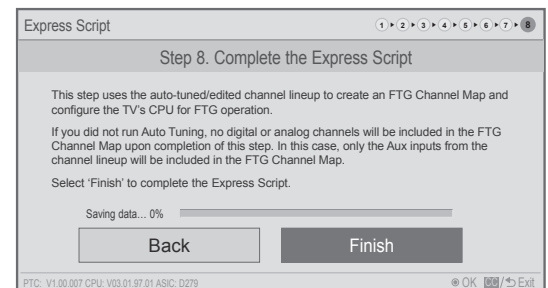 Express Script 1 2 3 4 5 6 7 8
Step 8. Complete the Express Script
This step uses the auto-tuned/edited channel lineup to create an FTG Channel Map and
configure the TV's CPU for FTG operation.
If you did not run Auto Tuning, no digital or analog channels will be included in the FTG
Channel Map upon completion of this step. In this case, only the Aux inputs from the
channel lineup will be included in the FTG Channel Map.
Select 'Finish' to complete the Express Script.
Saving data… 0%
Back Finish
PTC: V1.00.007 CPU: V03.01.97.01 ASIC: D279 OK CC / Exit